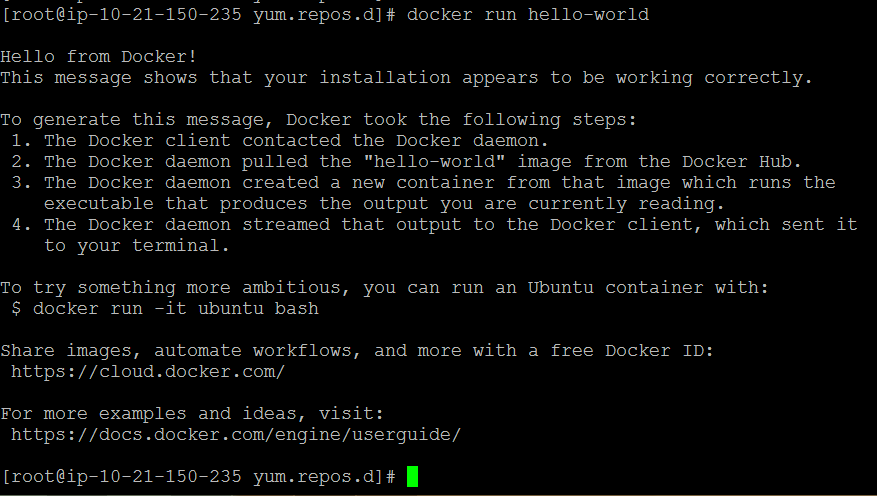 [root@ip-10-21-150-235 yum.repos.d]# docker run hello-world
Hello from Docker!
This message shows that your installation appears to be working correctly.
To generate this message, Docker took the following steps:
1. The Docker client contacted the Docker daemon.
2. The Docker daemon pulled the "hello-world" image from the Docker Hub.
3. The Docker daemon created a new container from that image which runs the
executable that produces the output you are currently reading.
4. The Docker daemon streamed that output to the Docker client, which sent it
to your terminal.
To try something more ambitious, you can run an Ubuntu container with:
$ docker run -it ubuntu bash
Share images, automate workflows, and more with a free Docker ID:
https://cloud.docker.com/
For more examples and ideas, visit:
https://docs.docker.com/engine/userguide/
[root@ip-10-21-150-235 yum.repos.d]#